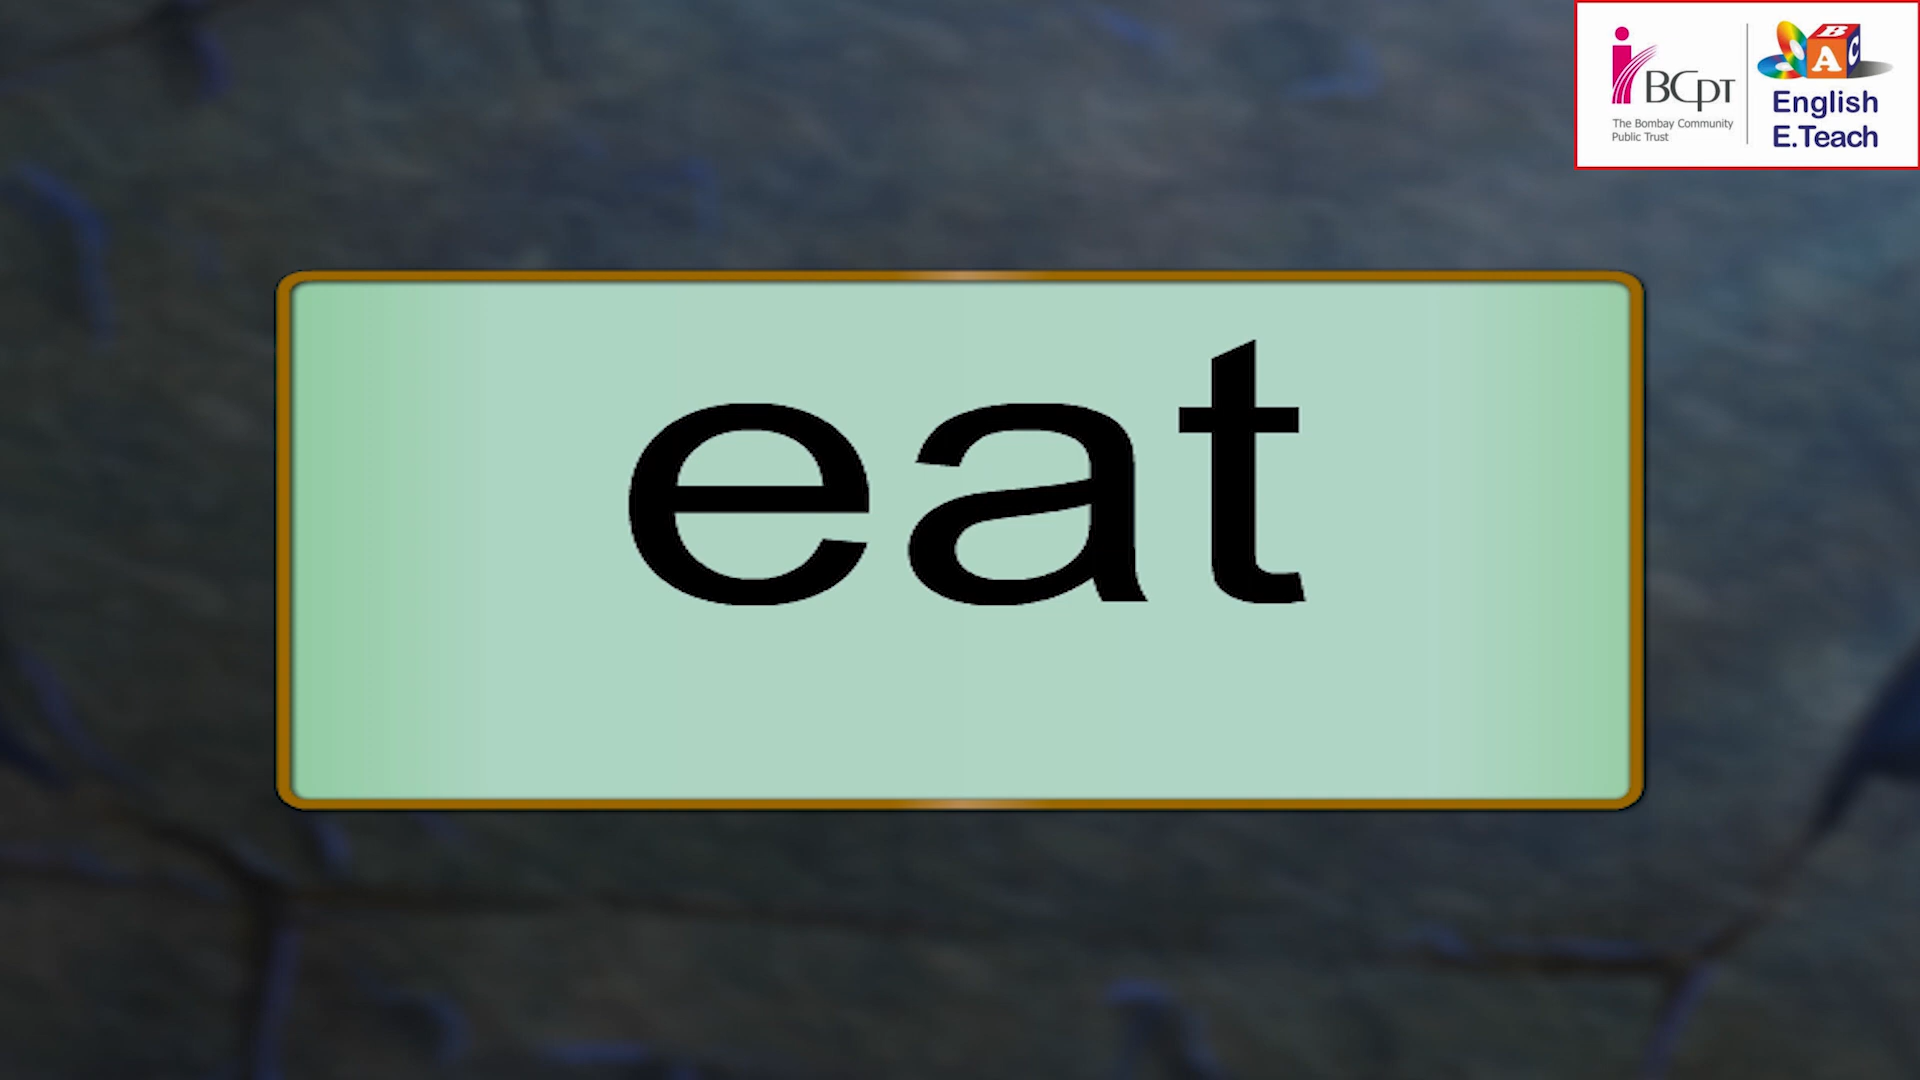 BCPT
The Bombay Community
Public Trust
B
A C
English
E.Teach
eat